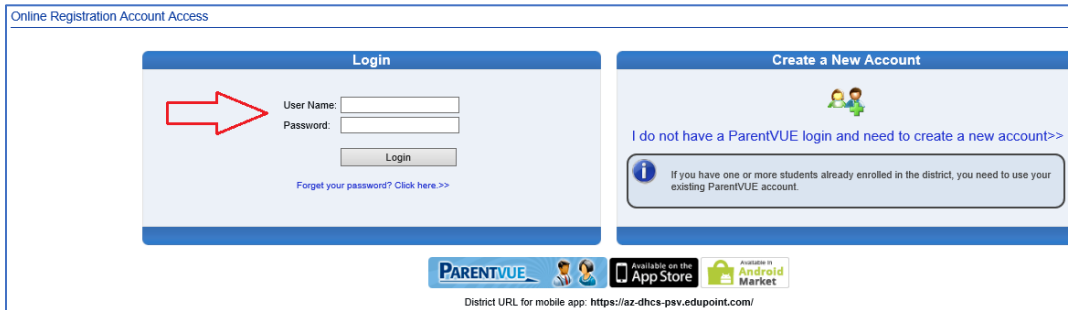 Online Registration Account Access
Login
User Name:
Password:
Login
Forget your password? Click here.>>
Create a New Account
I do not have a ParentVUE login and need to create a new account>>
i
If you have one or more students already enrolled in the district, you need to use your
existing ParentVUE account.
PARENTVUE
Available on the
App Store
Available in
Android
Market
District URL for mobile app: https://az-dhcs-psv.edupoint.com/